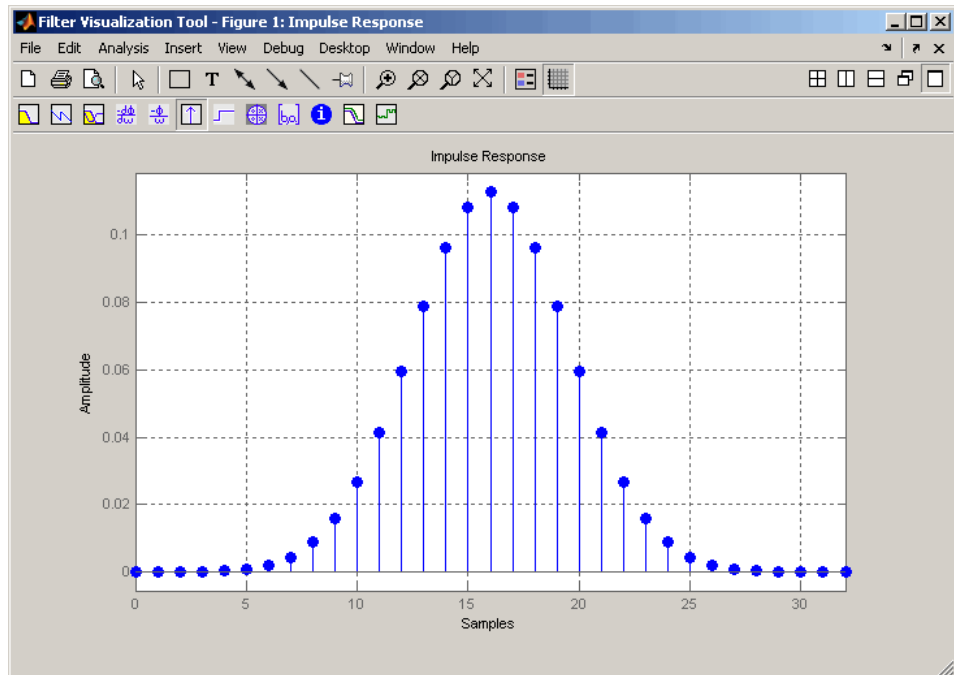 Filter Visualization Tool - Figure 1: Impulse Response
File Edit Analysis Insert View Debug Desktop Window Help
T
[b,a]
i
Impulse Response
Amplitude
0.1
0.08
0.06
0.04
0.02
0
0 5 10 15 20 25 30
Samples